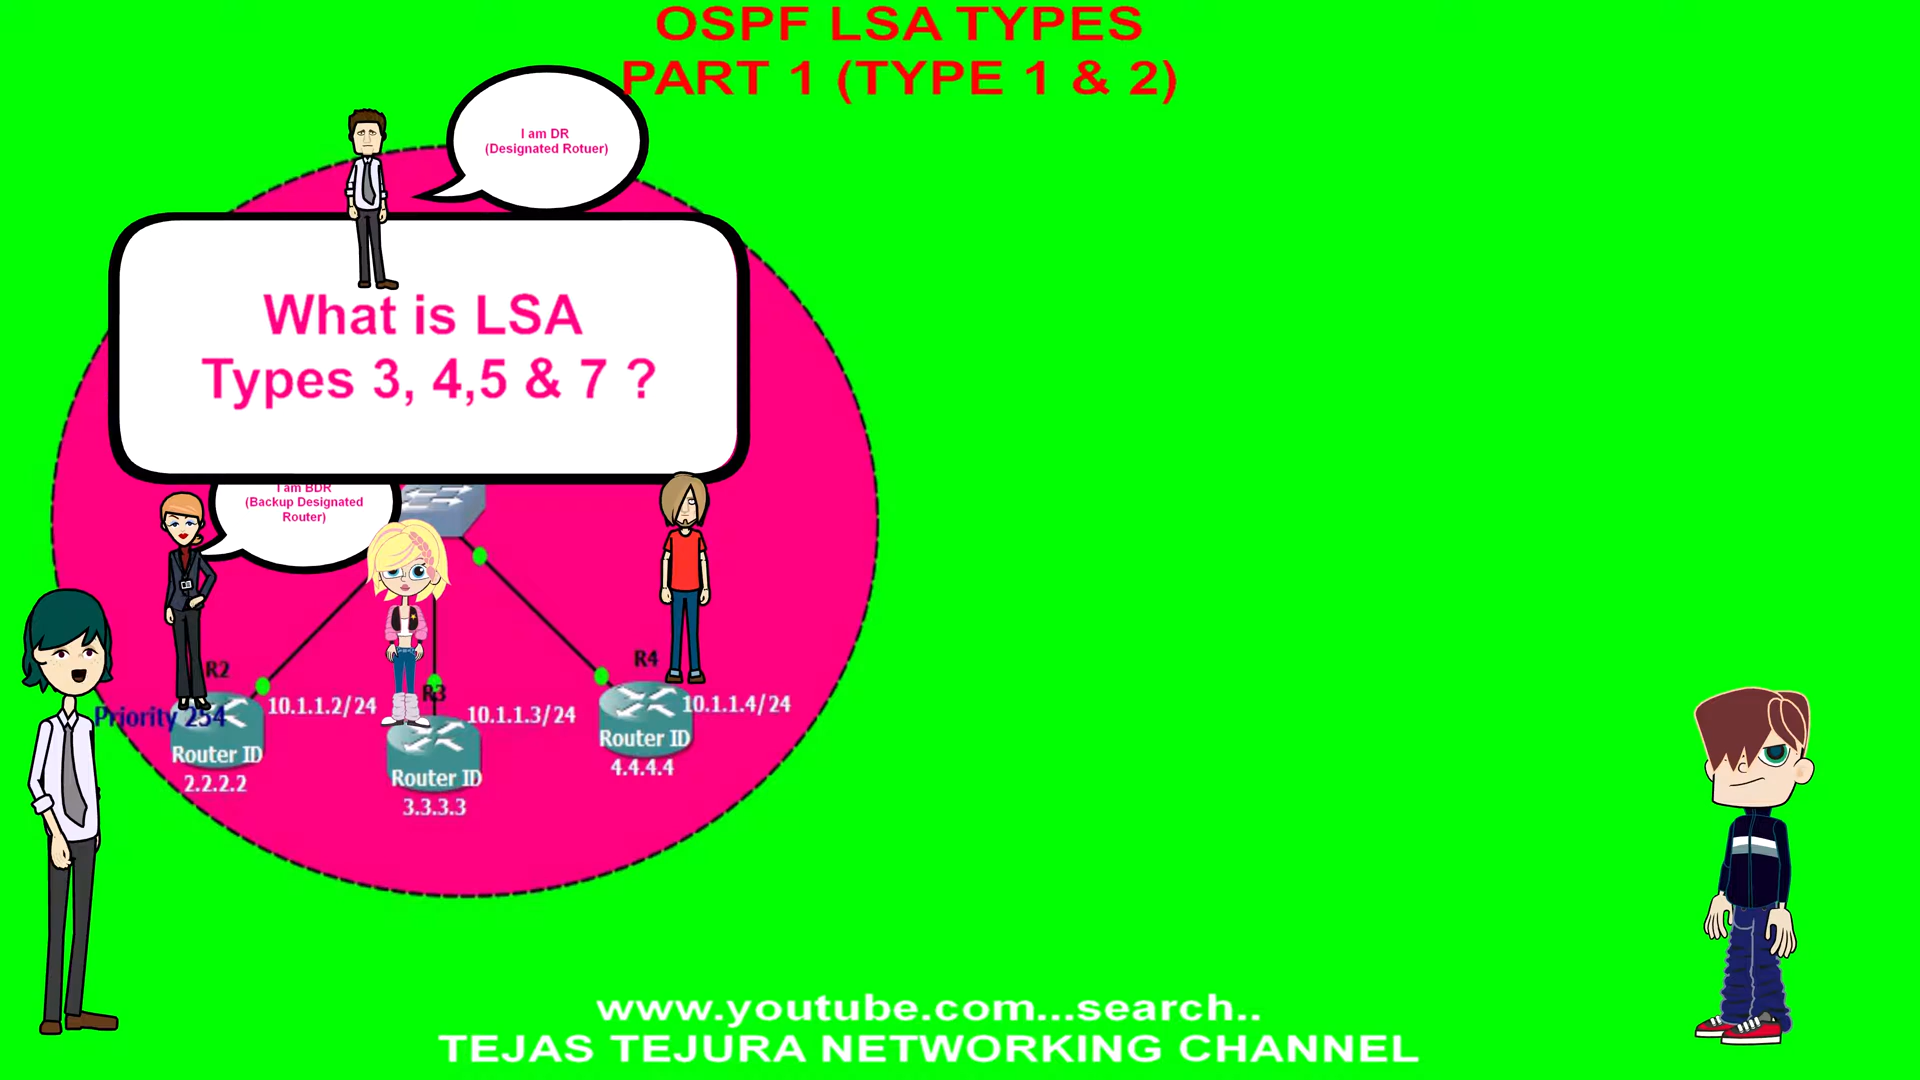 OSPF LSA TYPES
PART 1 (TYPE 1 & 2)
I am DR
(Designated Rotuer)
What is LSA
Types 3, 4,5 & 7 ?
I am BDR
(Backup Designated
Router)
R2
10.1.1.2/24
Priority 254
Router ID
2.2.2.2
R3
10.1.1.3/24
Router ID
3.3.3.3
R4
10.1.1.4/24
Router ID
4.4.4.4
www.youtube.com...search..
TEJAS TEJURA NETWORKING CHANNEL